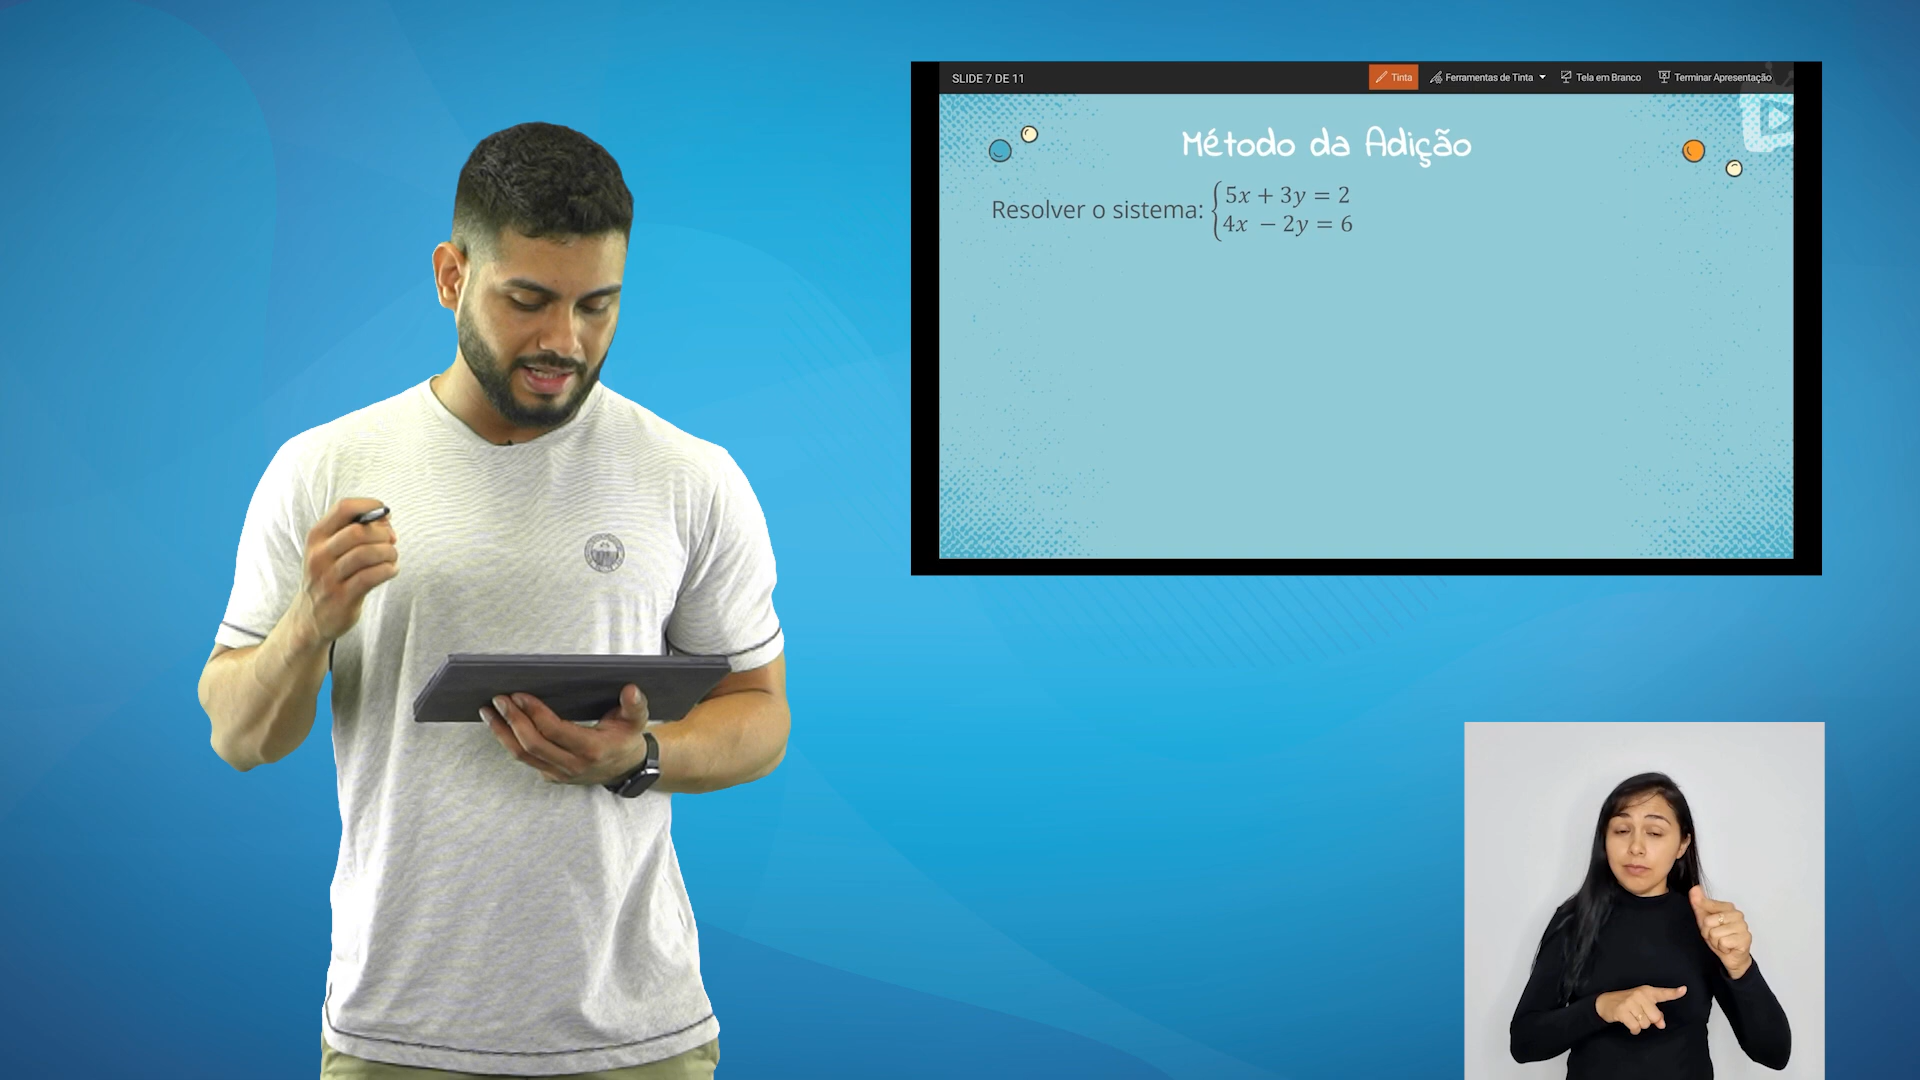 SLIDE 7 DE 11
Tinta
Ferramentas de Tinta
Tela em Branco
Terminar Apresentação
Método da Adição
Resolver o sistema: {5x + 3y = 2
4x − 2y = 6